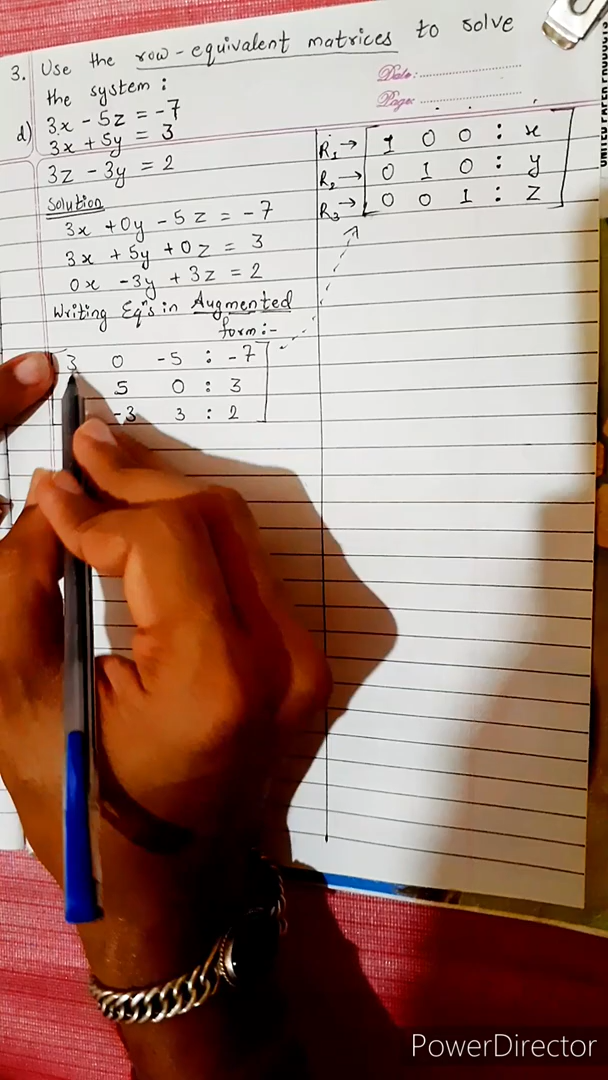 3. Use the row-equivalent matrices to solve
the system:
Date:
Page:
d) 3x - 5z = -7
3x + 5y = 3
3z - 3y = 2
Solution
3x + 0y - 5z = -7
3x + 5y + 0z = 3
0x - 3y + 3z = 2
Writing Eqⁿs in Augmented
form:-
3 0 -5 : -7
5 0 : 3
-3 3 : 2
R₁→ 1 0 0 : x
R₂→ 0 1 0 : y
R₃→ 0 0 1 : z
PowerDirector